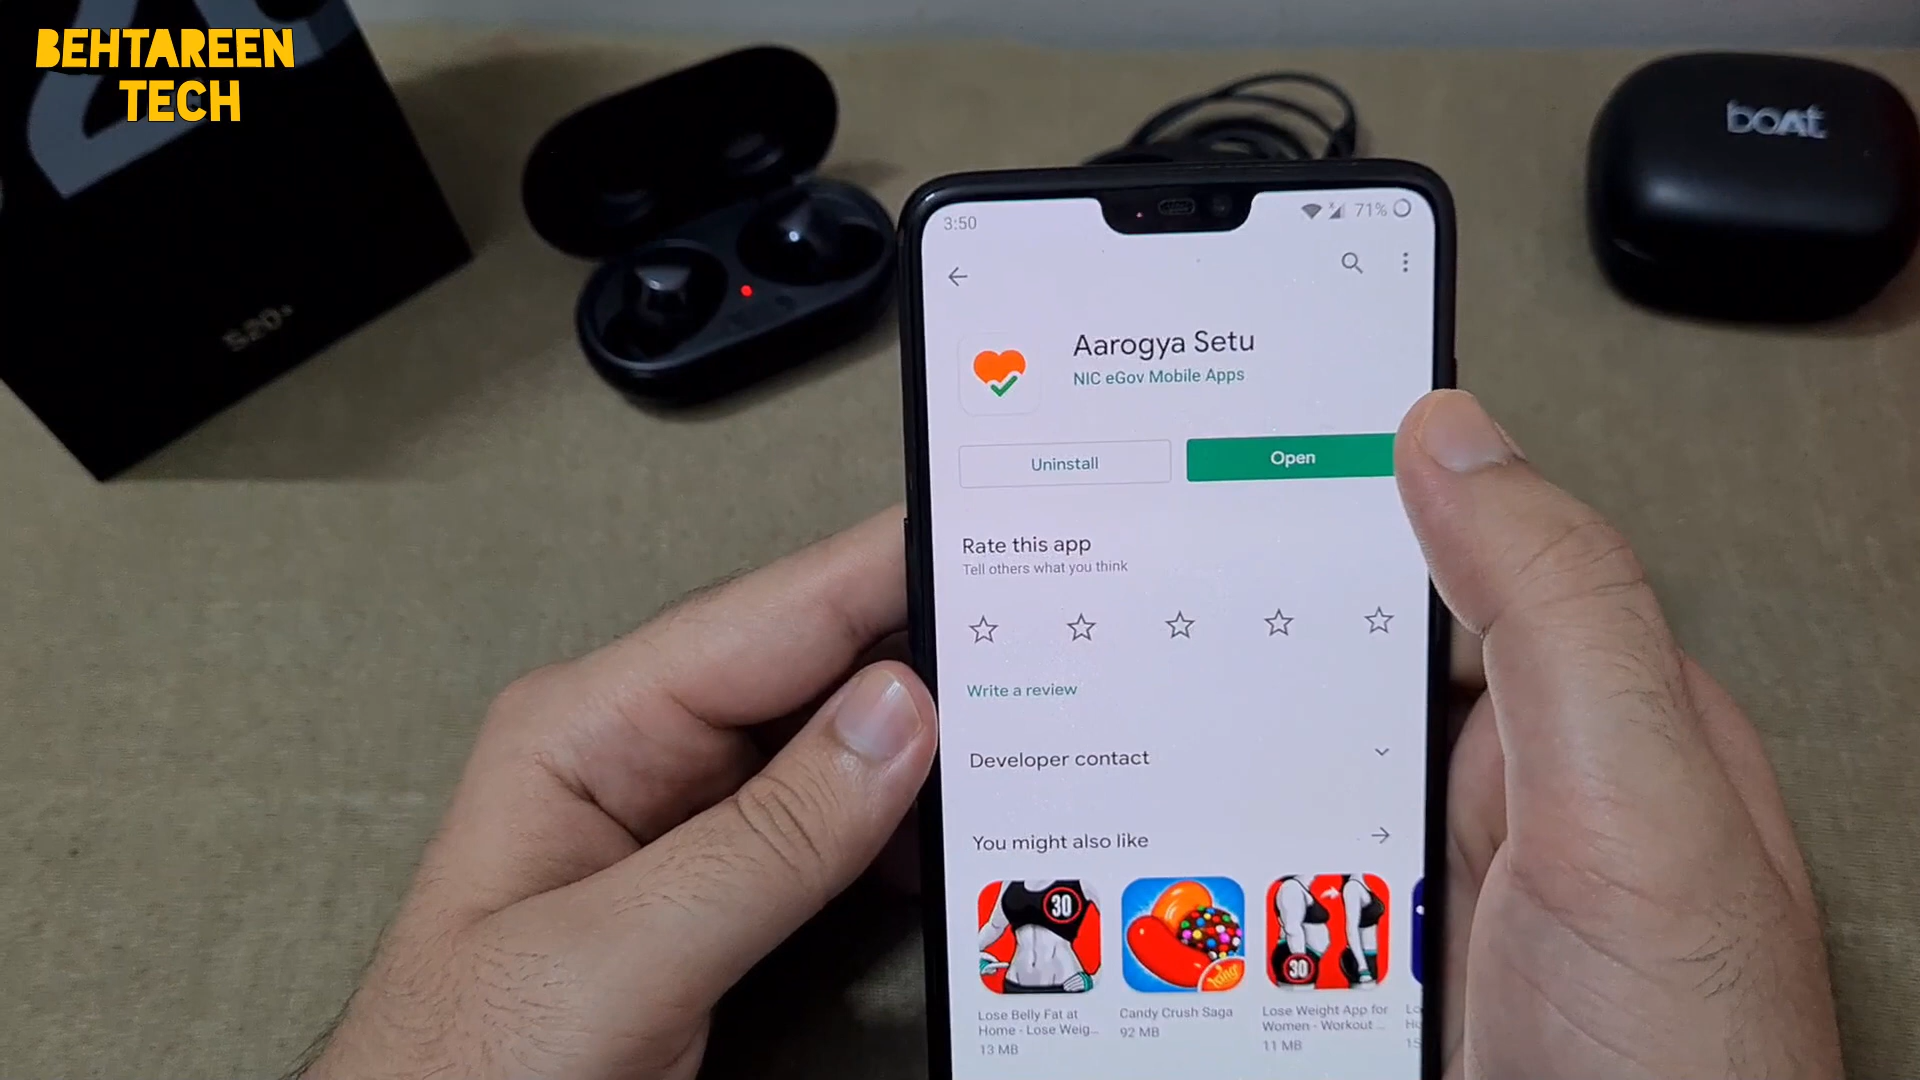 BEHTAREEN
TECH
S20+
boAt
3:50
71%
Aarogya Setu
NIC eGov Mobile Apps
Uninstall
Open
Rate this app
Tell others what you think
Write a review
Developer contact
You might also like
30
30
king
Lose Belly Fat at
Home - Lose Weig...
13 MB
Candy Crush Saga
92 MB
Lose Weight App for
Women - Workout ...
11 MB